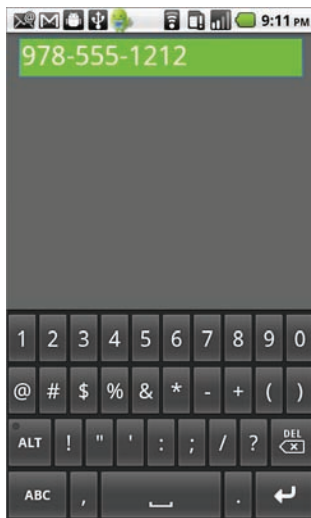 9:11 PM
978-555-1212
1 2 3 4 5 6 7 8 9 0
@ # $ % & * - + ( )
ALT ! " ' : ; / ? DEL
ABC , .